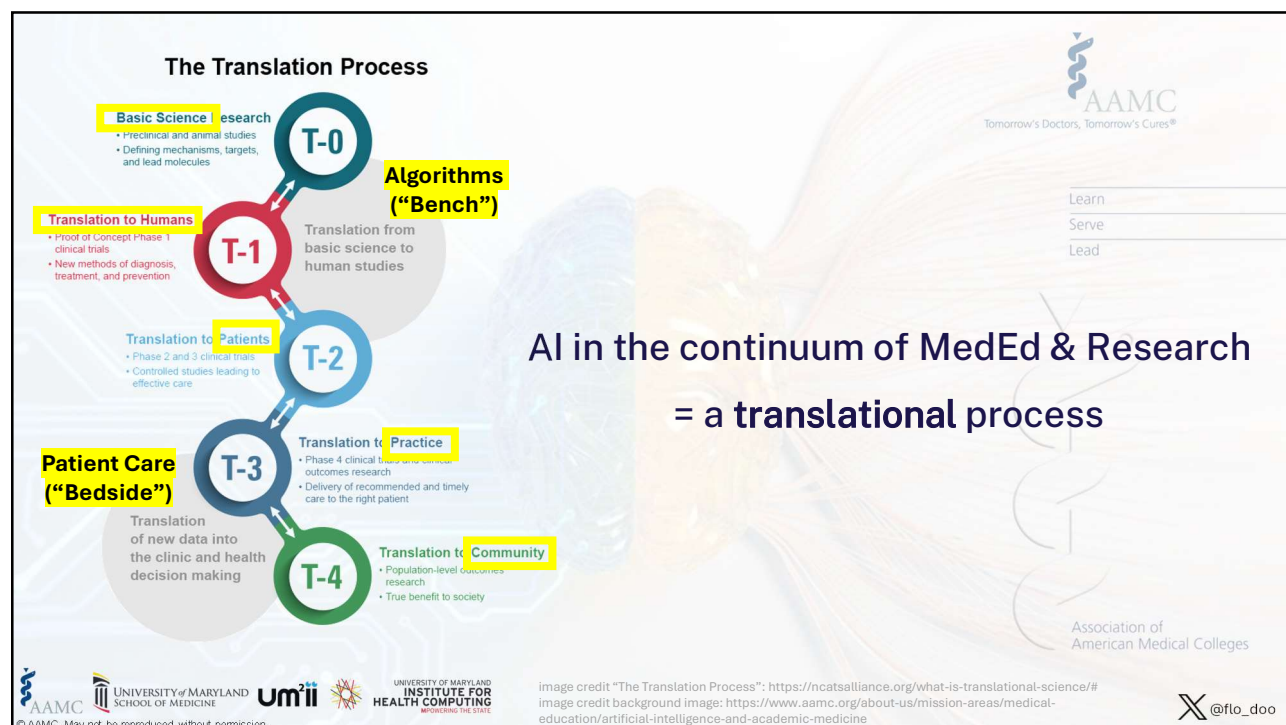 The Translation Process
Basic Science Research
• Preclinical and animal studies
• Defining mechanisms, targets,
and lead molecules
T-0
Algorithms
("Bench")
Translation from
basic science to
human studies
Translation to Humans
• Proof of Concept Phase 1
clinical trials
• New methods of diagnosis,
treatment, and prevention
T-1
Translation to Patients
• Phase 2 and 3 clinical trials
• Controlled studies leading to
effective care
T-2
Patient Care
("Bedside")
T-3
Translation to Practice
• Phase 4 clinical trials and clinical
outcomes research
• Delivery of recommended and timely
care to the right patient
Translation
of new data into
the clinic and health
decision making
T-4
Translation to Community
• Population-level outcomes
research
• True benefit to society
AI in the continuum of MedEd & Research
= a translational process
AAMC
Tomorrow's Doctors, Tomorrow's Cures®
Learn
Serve
Lead
Association of
American Medical Colleges
AAMC
UNIVERSITY of MARYLAND
SCHOOL OF MEDICINE
um²ii
UNIVERSITY OF MARYLAND
INSTITUTE FOR
HEALTH COMPUTING
MPOWERING THE STATE
© AAMC. May not be reproduced without permission.
image credit "The Translation Process": https://ncatsalliance.org/what-is-translational-science/#
image credit background image: https://www.aamc.org/about-us/mission-areas/medical-
education/artificial-intelligence-and-academic-medicine
@flo_doo